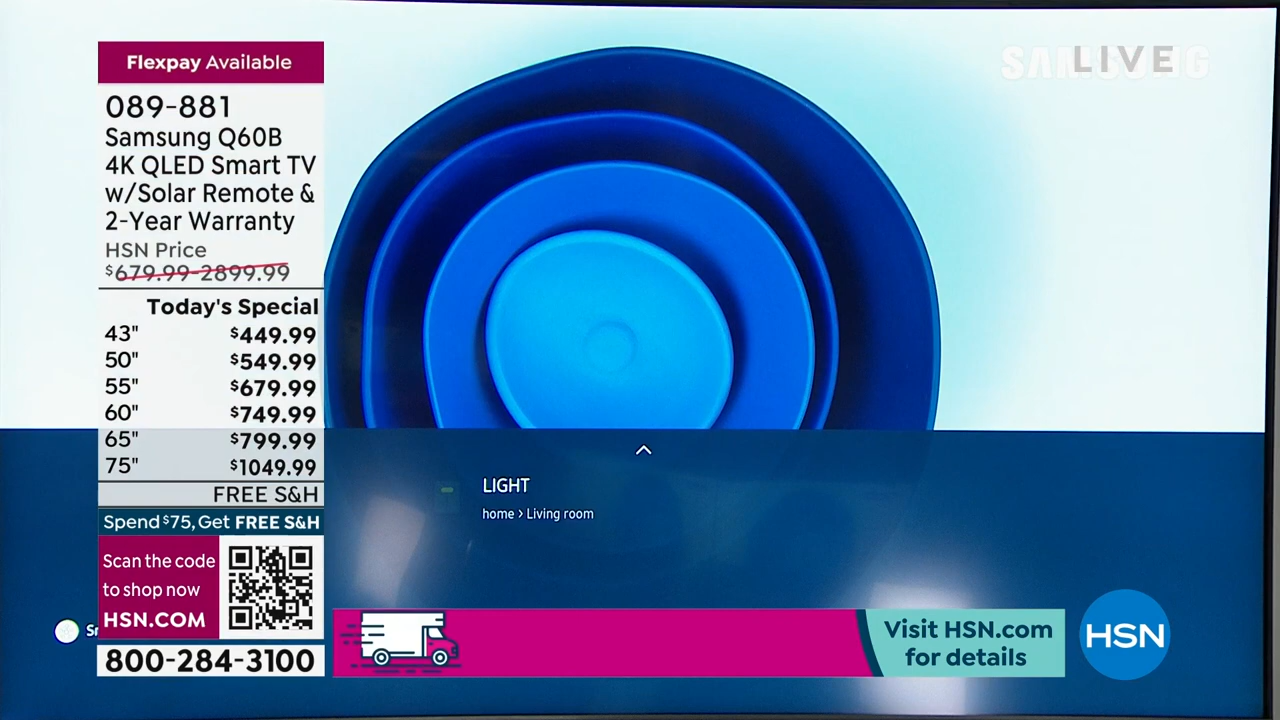 Flexpay Available
089-881
Samsung Q60B
4K QLED Smart TV
w/Solar Remote &
2-Year Warranty
HSN Price
$679.99-2899.99
Today's Special
43" $449.99
50" $549.99
55" $679.99
60" $749.99
65" $799.99
75" $1049.99
FREE S&H
Spend $75, Get FREE S&H
Scan the code
to shop now
HSN.COM
800-284-3100
SAMSUNG
LIVE
LIGHT
home > Living room
Visit HSN.com
for details
HSN